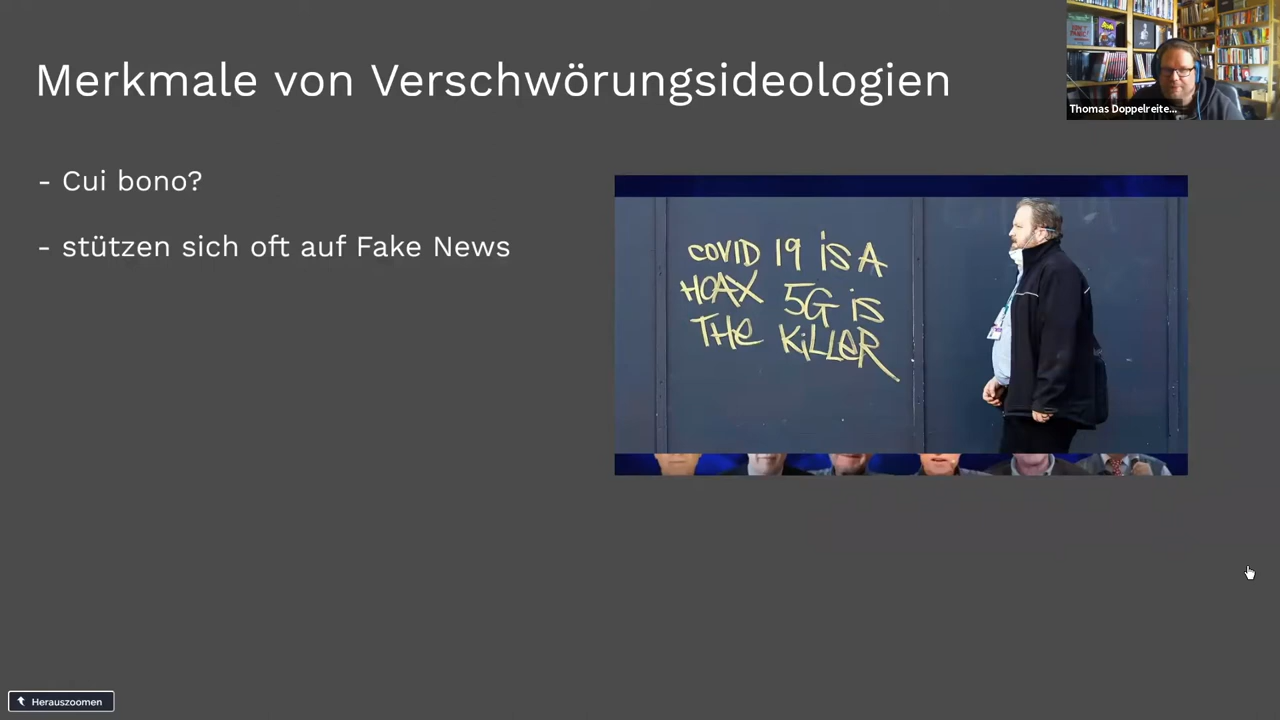 Merkmale von Verschwörungsideologien
Thomas Doppelreite...
- Cui bono?
- stützen sich oft auf Fake News
COVID 19 iS A
HOAX 5G iS
THe KiLLeR
Herauszoomen